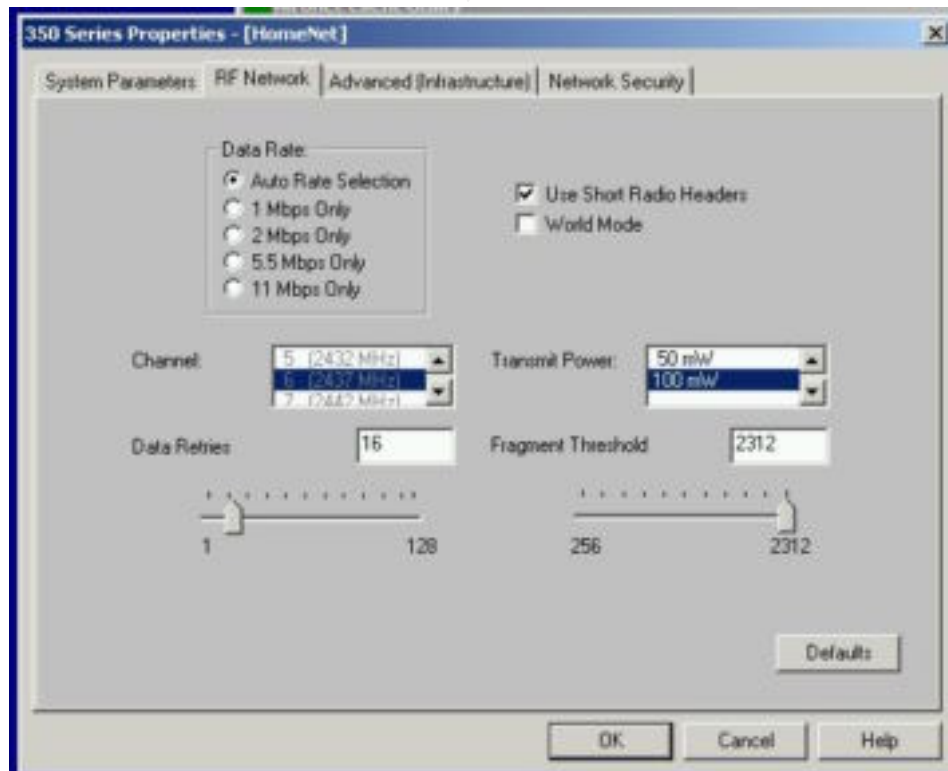 350 Series Properties - [HomeNet]
System Parameters RF Network Advanced (Infrastructure) Network Security
Data Rate:
Auto Rate Selection
1 Mbps Only
2 Mbps Only
5.5 Mbps Only
11 Mbps Only
Use Short Radio Headers
World Mode
Channel:
5 (2432 MHz)
6 (2437 MHz)
7 (2442 MHz)
Transmit Power:
50 mW
100 mW
Data Retries
16
1 128
Fragment Threshold
2312
256 2312
Defaults
OK Cancel Help